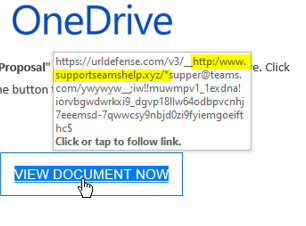 OneDrive
Proposal"
https://urldefense.com/v3/__http:/www.
supportseamshelp.xyz/*supper@teams.
com/ywywyw__;iw!!muwmpv1_1exdna!
iorvbgwdwrkxi9_dgvp18llw64odbpvcnhj
7eeemsd-7qwwcsy9nbjd0zi9fyiemgoeift
hc$
Click or tap to follow link.
ve. Click
he button t
VIEW DOCUMENT NOW